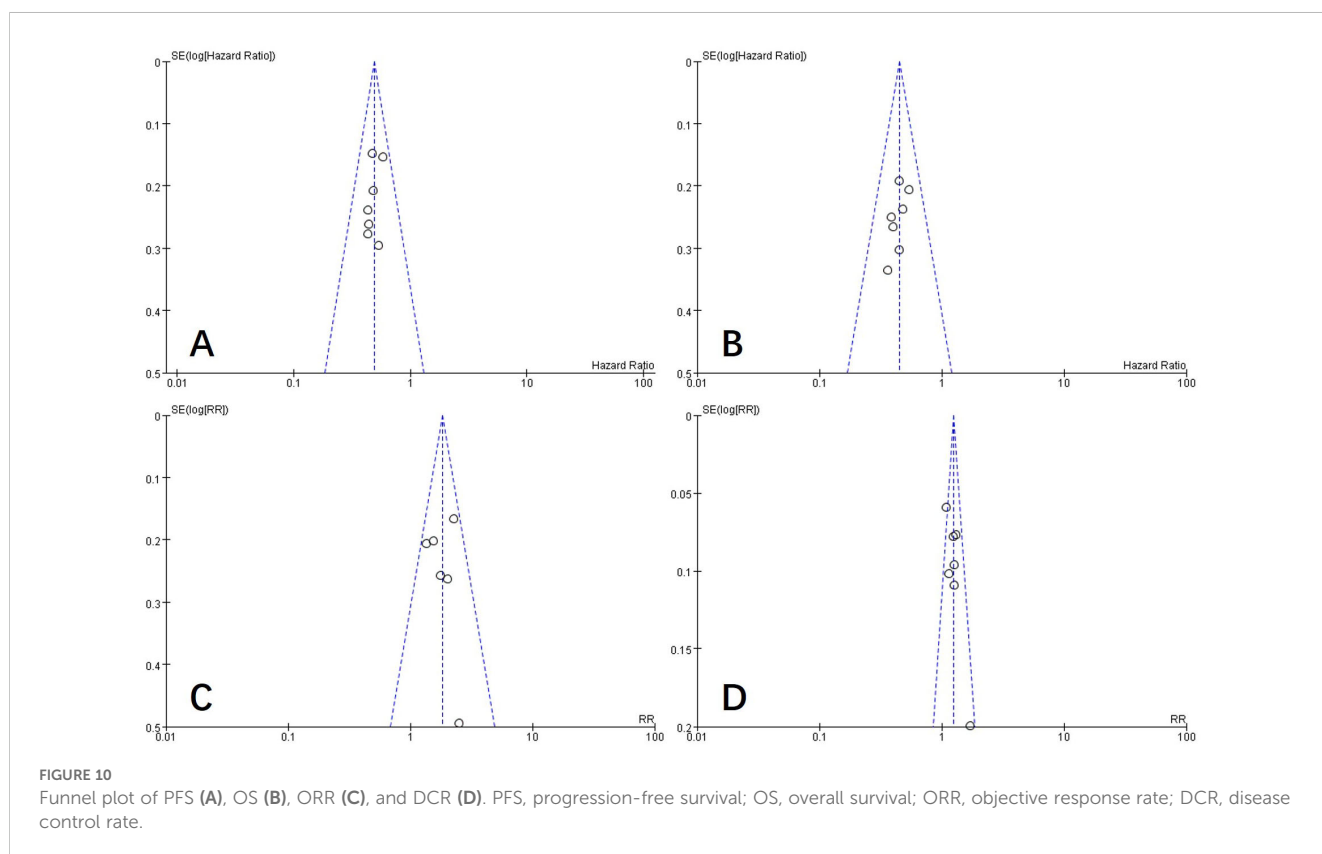 SE(log[Hazard Ratio])
0
0.1
0.2
0.3
0.4
0.5
A
Hazard Ratio
0.01 0.1 1 10 100
SE(log[Hazard Ratio])
0
0.1
0.2
0.3
0.4
0.5
B
Hazard Ratio
0.01 0.1 1 10 100
SE(log[RR])
0
0.1
0.2
0.3
0.4
0.5
C
RR
0.01 0.1 1 10 100
SE(log[RR])
0
0.05
0.1
0.15
0.2
D
RR
0.01 0.1 1 10 100
FIGURE 10
Funnel plot of PFS (A), OS (B), ORR (C), and DCR (D). PFS, progression-free survival; OS, overall survival; ORR, objective response rate; DCR, disease
control rate.